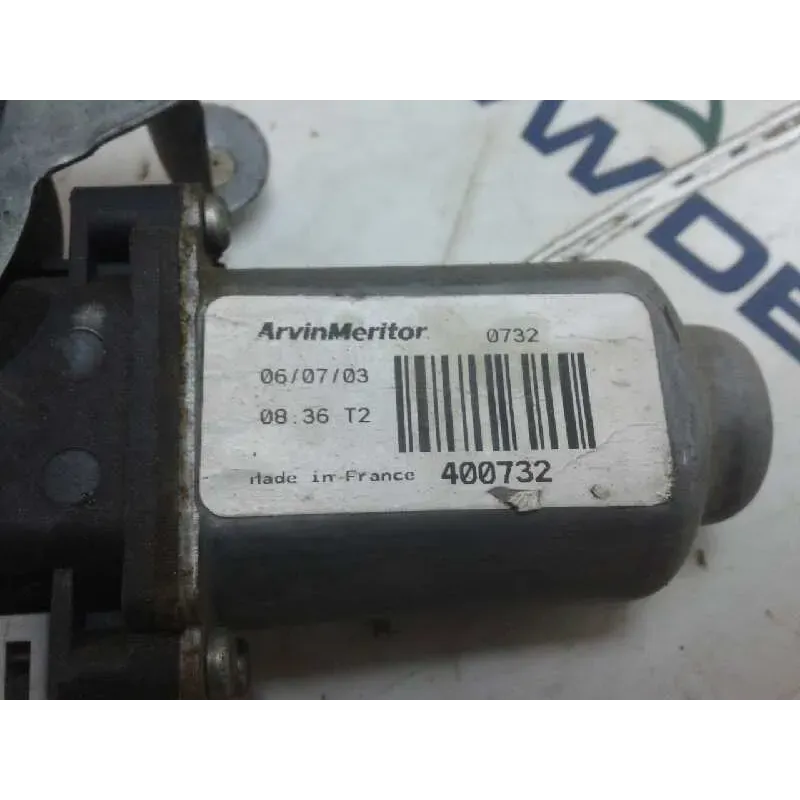 ArvinMeritor 0732
06/07/03
08:36 T2
Made in France 400732